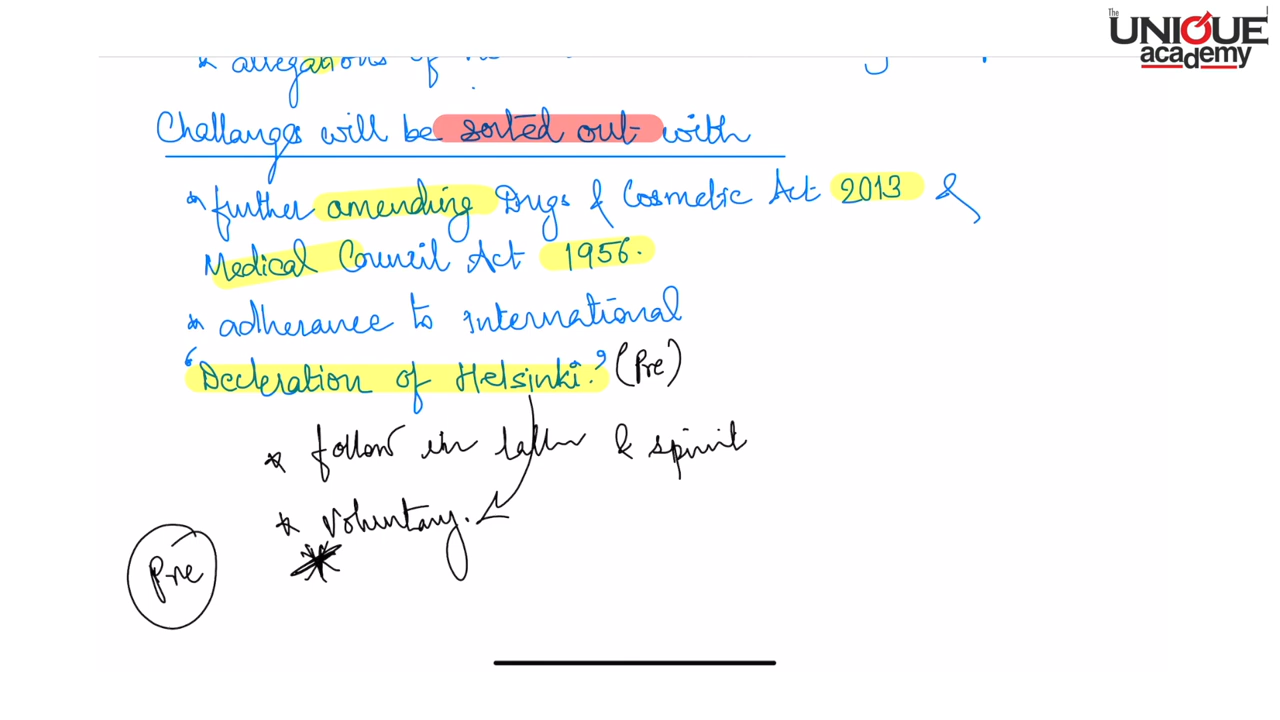 The
UNIQUE
academy
* allegations of
Challanges will be sorted out with
* further amending Drugs & Cosmetic Act 2013 &
Medical Council Act 1956.
* adherance to international
'Decleration of Helsinki.' (Pre)
* follow in letter & spirit
* Voluntary.
*
Pre